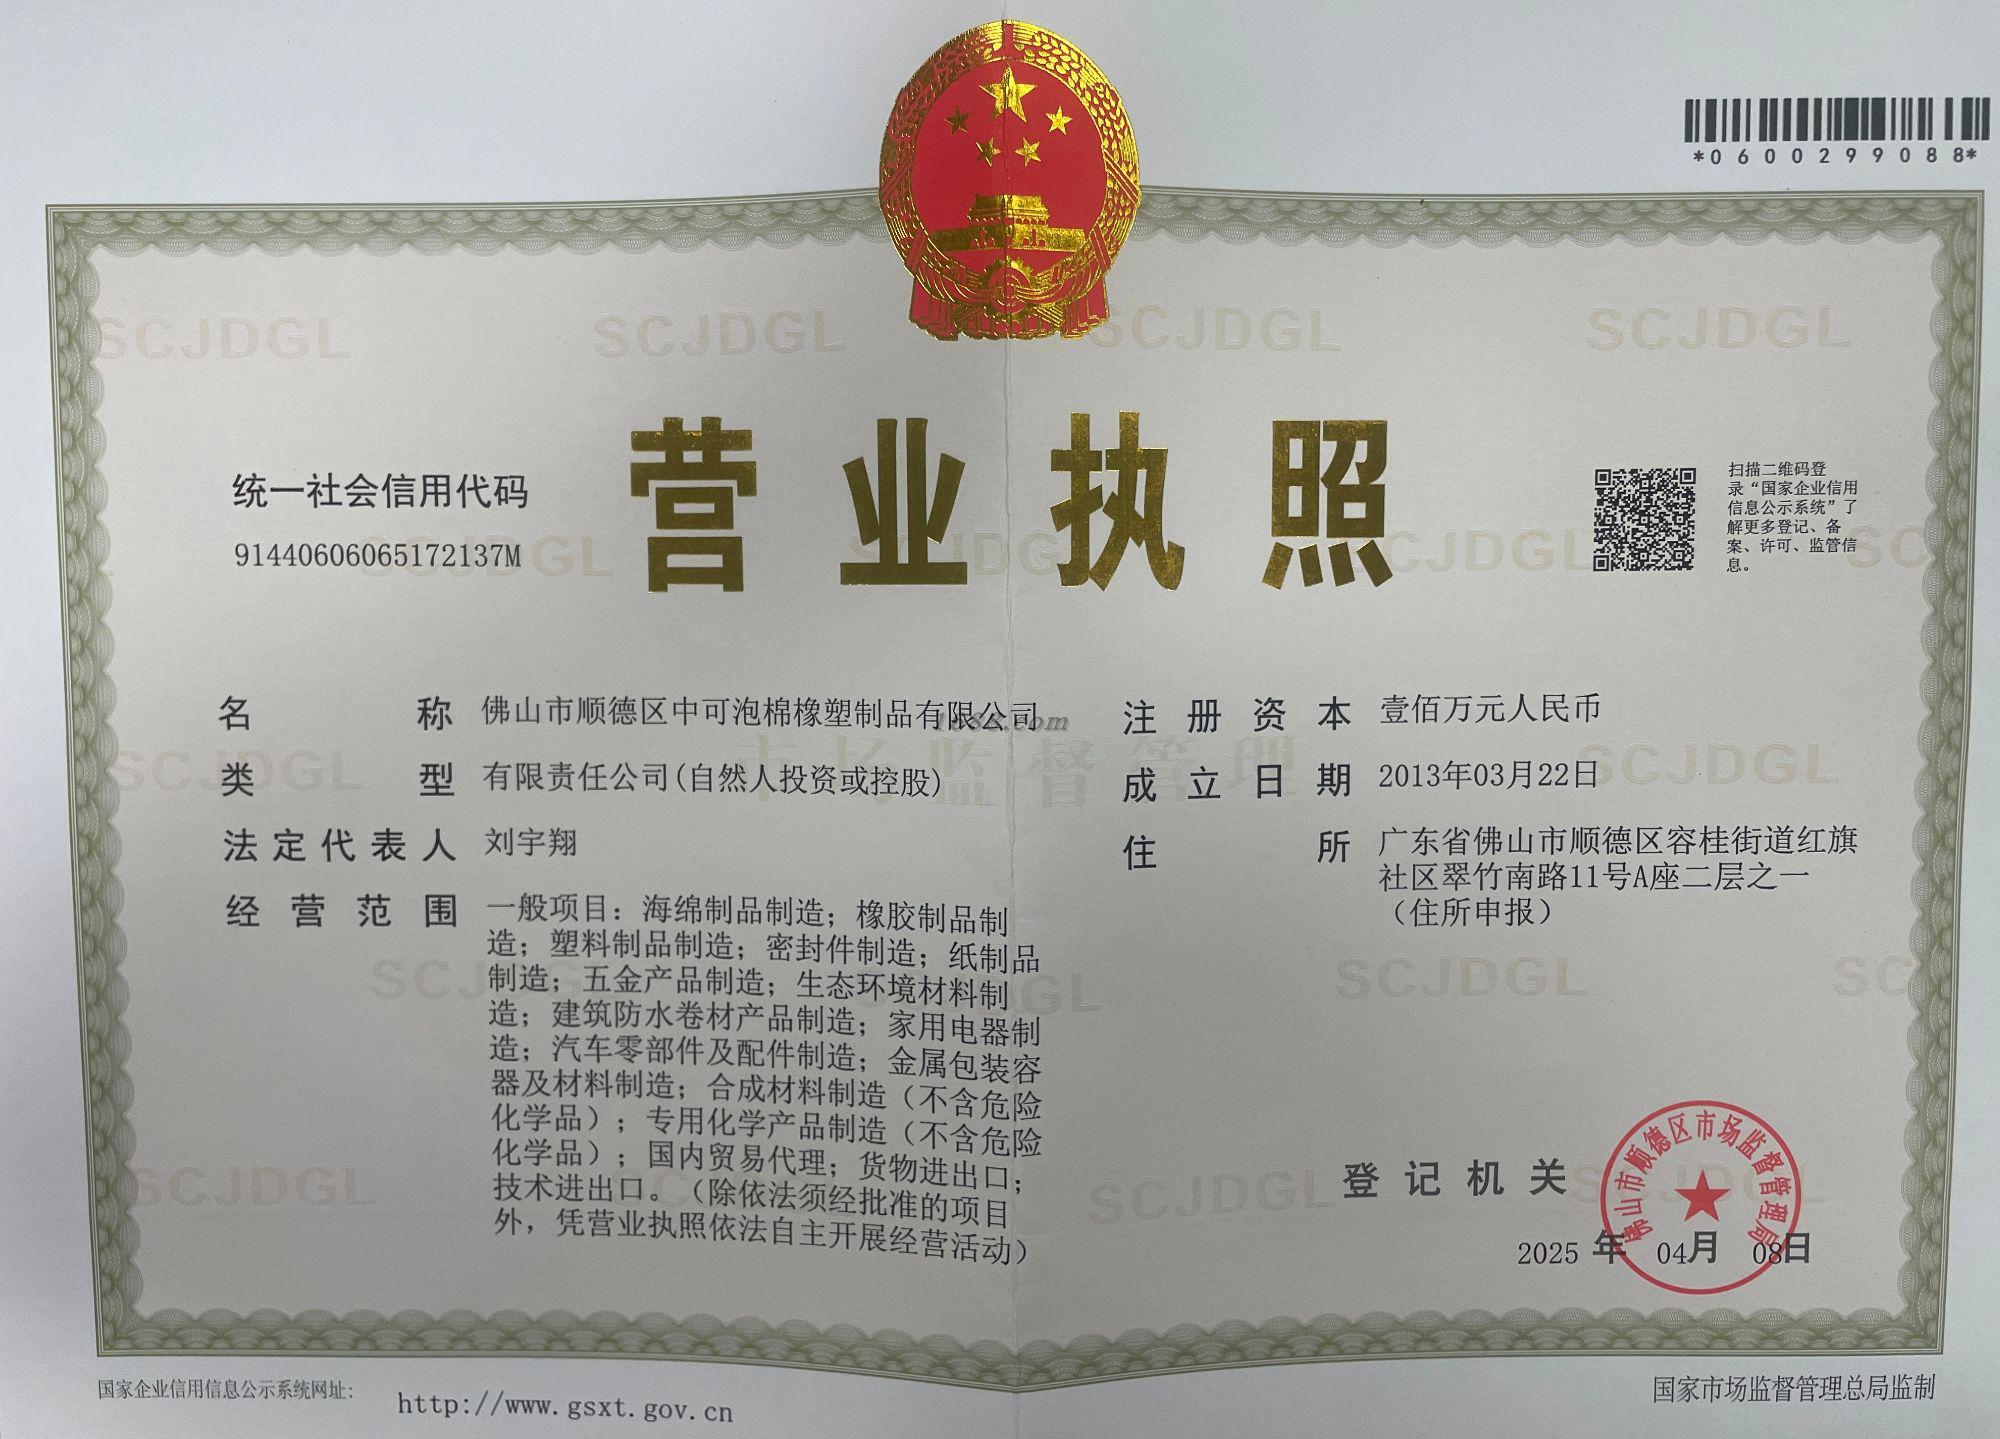 *0600299088*
SCJDGL SCJDGL SCJDGL SCJDGL
营业执照
统一社会信用代码
91440606065172137M
扫描二维码登
录“国家企业信用
信息公示系统”了
解更多登记、备
案、许可、监管信
息。
名称 佛山市顺德区中可泡棉橡塑制品有限公司
1688.com
市场监督管理
类型 有限责任公司(自然人投资或控股)
法定代表人 刘宇翔
经营范围 一般项目：海绵制品制造；橡胶制品制
造；塑料制品制造；密封件制造；纸制品
制造；五金产品制造；生态环境材料制
造；建筑防水卷材产品制造；家用电器制
造；汽车零部件及配件制造；金属包装容
器及材料制造；合成材料制造（不含危险
化学品）；专用化学产品制造（不含危险
化学品）；国内贸易代理；货物进出口；
技术进出口。（除依法须经批准的项目
外，凭营业执照依法自主开展经营活动）
注册资本 壹佰万元人民币
成立日期 2013年03月22日
住所 广东省佛山市顺德区容桂街道红旗
社区翠竹南路11号A座二层之一
（住所申报）
登记机关
佛山市顺德区市场监督管理局
2025 年 04月 08日
国家企业信用信息公示系统网址：
http://www.gsxt.gov.cn
国家市场监督管理总局监制